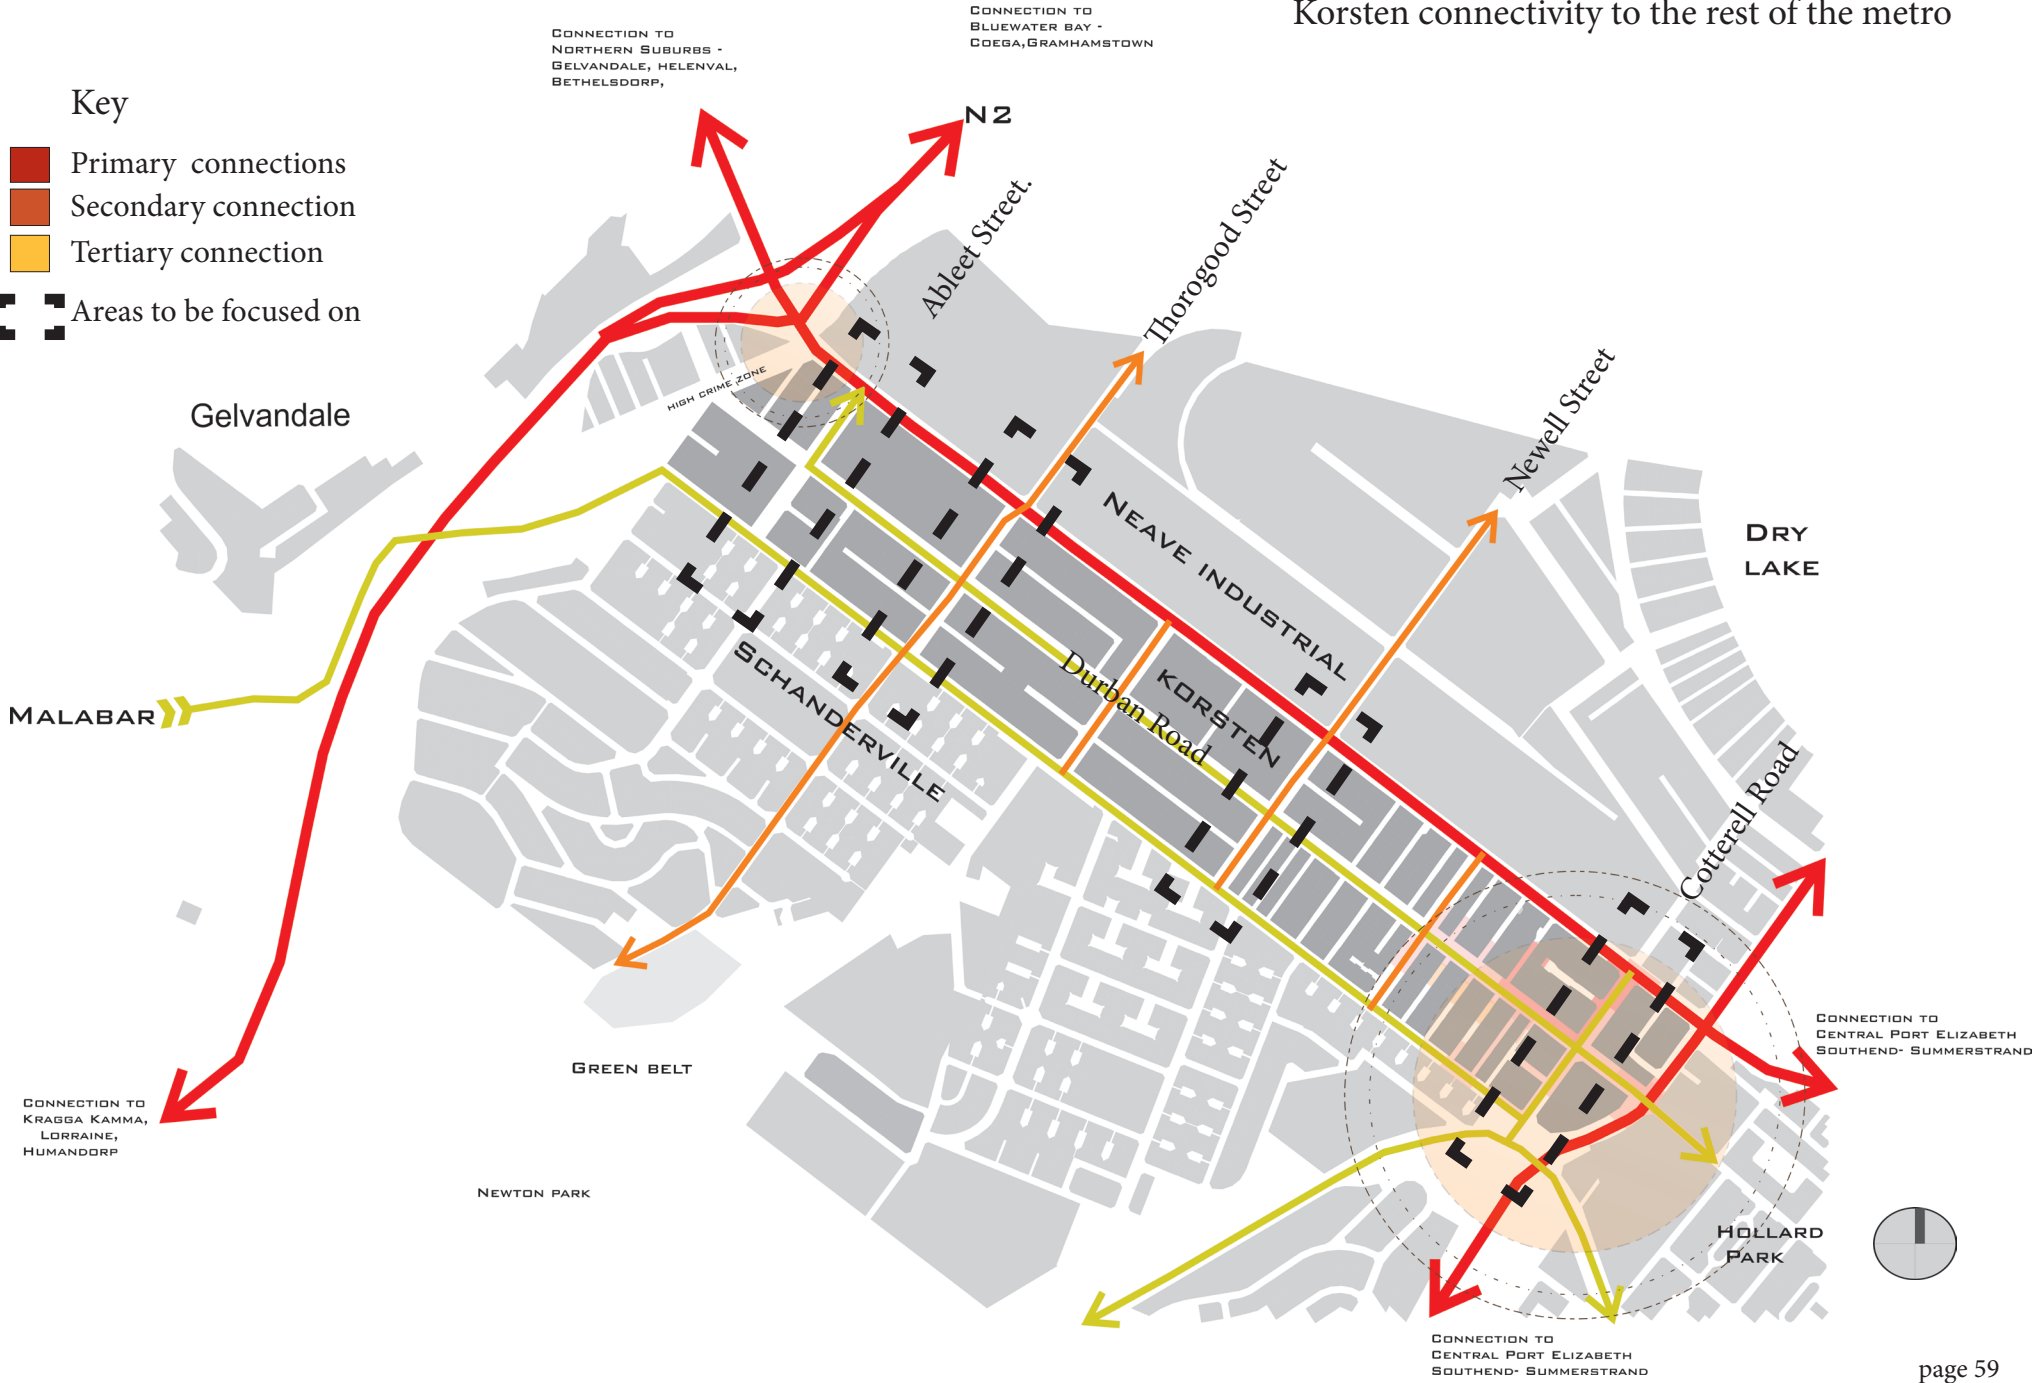 Korsten connectivity to the rest of the metro
CONNECTION TO
BLUEWATER BAY -
COEGA,GRAMHAMSTOWN
CONNECTION TO
NORTHERN SUBURBS -
GELVANDALE, HELENVAL,
BETHELSDORP,
Key
Primary connections
Secondary connection
Tertiary connection
Areas to be focused on
N2
Ableet Street.
Thorogood Street
Newell Street
HIGH CRIME ZONE
Gelvandale
NEAVE INDUSTRIAL
DRY
LAKE
SCHANDERVILLE
Durban Road
KORSTEN
MALABAR
Cotterell Road
CONNECTION TO
CENTRAL PORT ELIZABETH
SOUTHEND- SUMMERSTRAND
GREEN BELT
CONNECTION TO
KRAGGA KAMMA,
LORRAINE,
HUMANDORP
NEWTON PARK
HOLLARD
PARK
CONNECTION TO
CENTRAL PORT ELIZABETH
SOUTHEND- SUMMERSTRAND
page 59